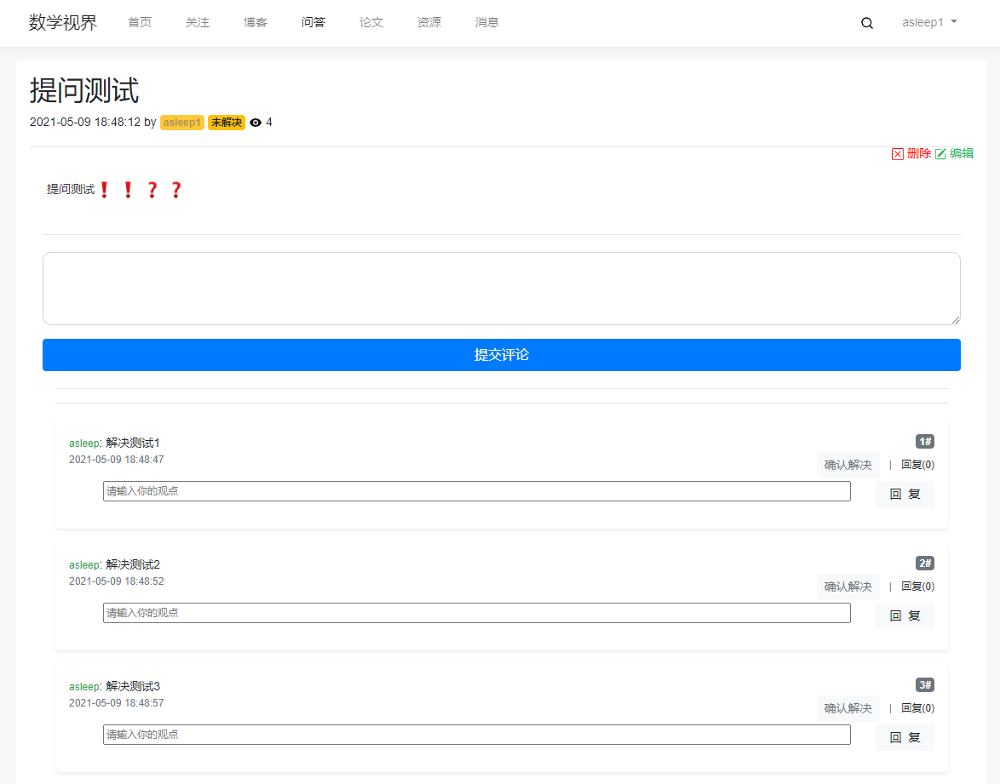 数学视界 首页 关注 博客 问答 论文 资源 消息 asleep1
提问测试
2021-05-09 18:48:12 by asleep1 未解决 4
删除 编辑
提问测试❗ ❗ ❓ ❓
提交评论
asleep: 解决测试1 1#
2021-05-09 18:48:47
确认解决 | 回复(0)
请输入你的观点 回 复
asleep: 解决测试2 2#
2021-05-09 18:48:52
确认解决 | 回复(0)
请输入你的观点 回 复
asleep: 解决测试3 3#
2021-05-09 18:48:57
确认解决 | 回复(0)
请输入你的观点 回 复